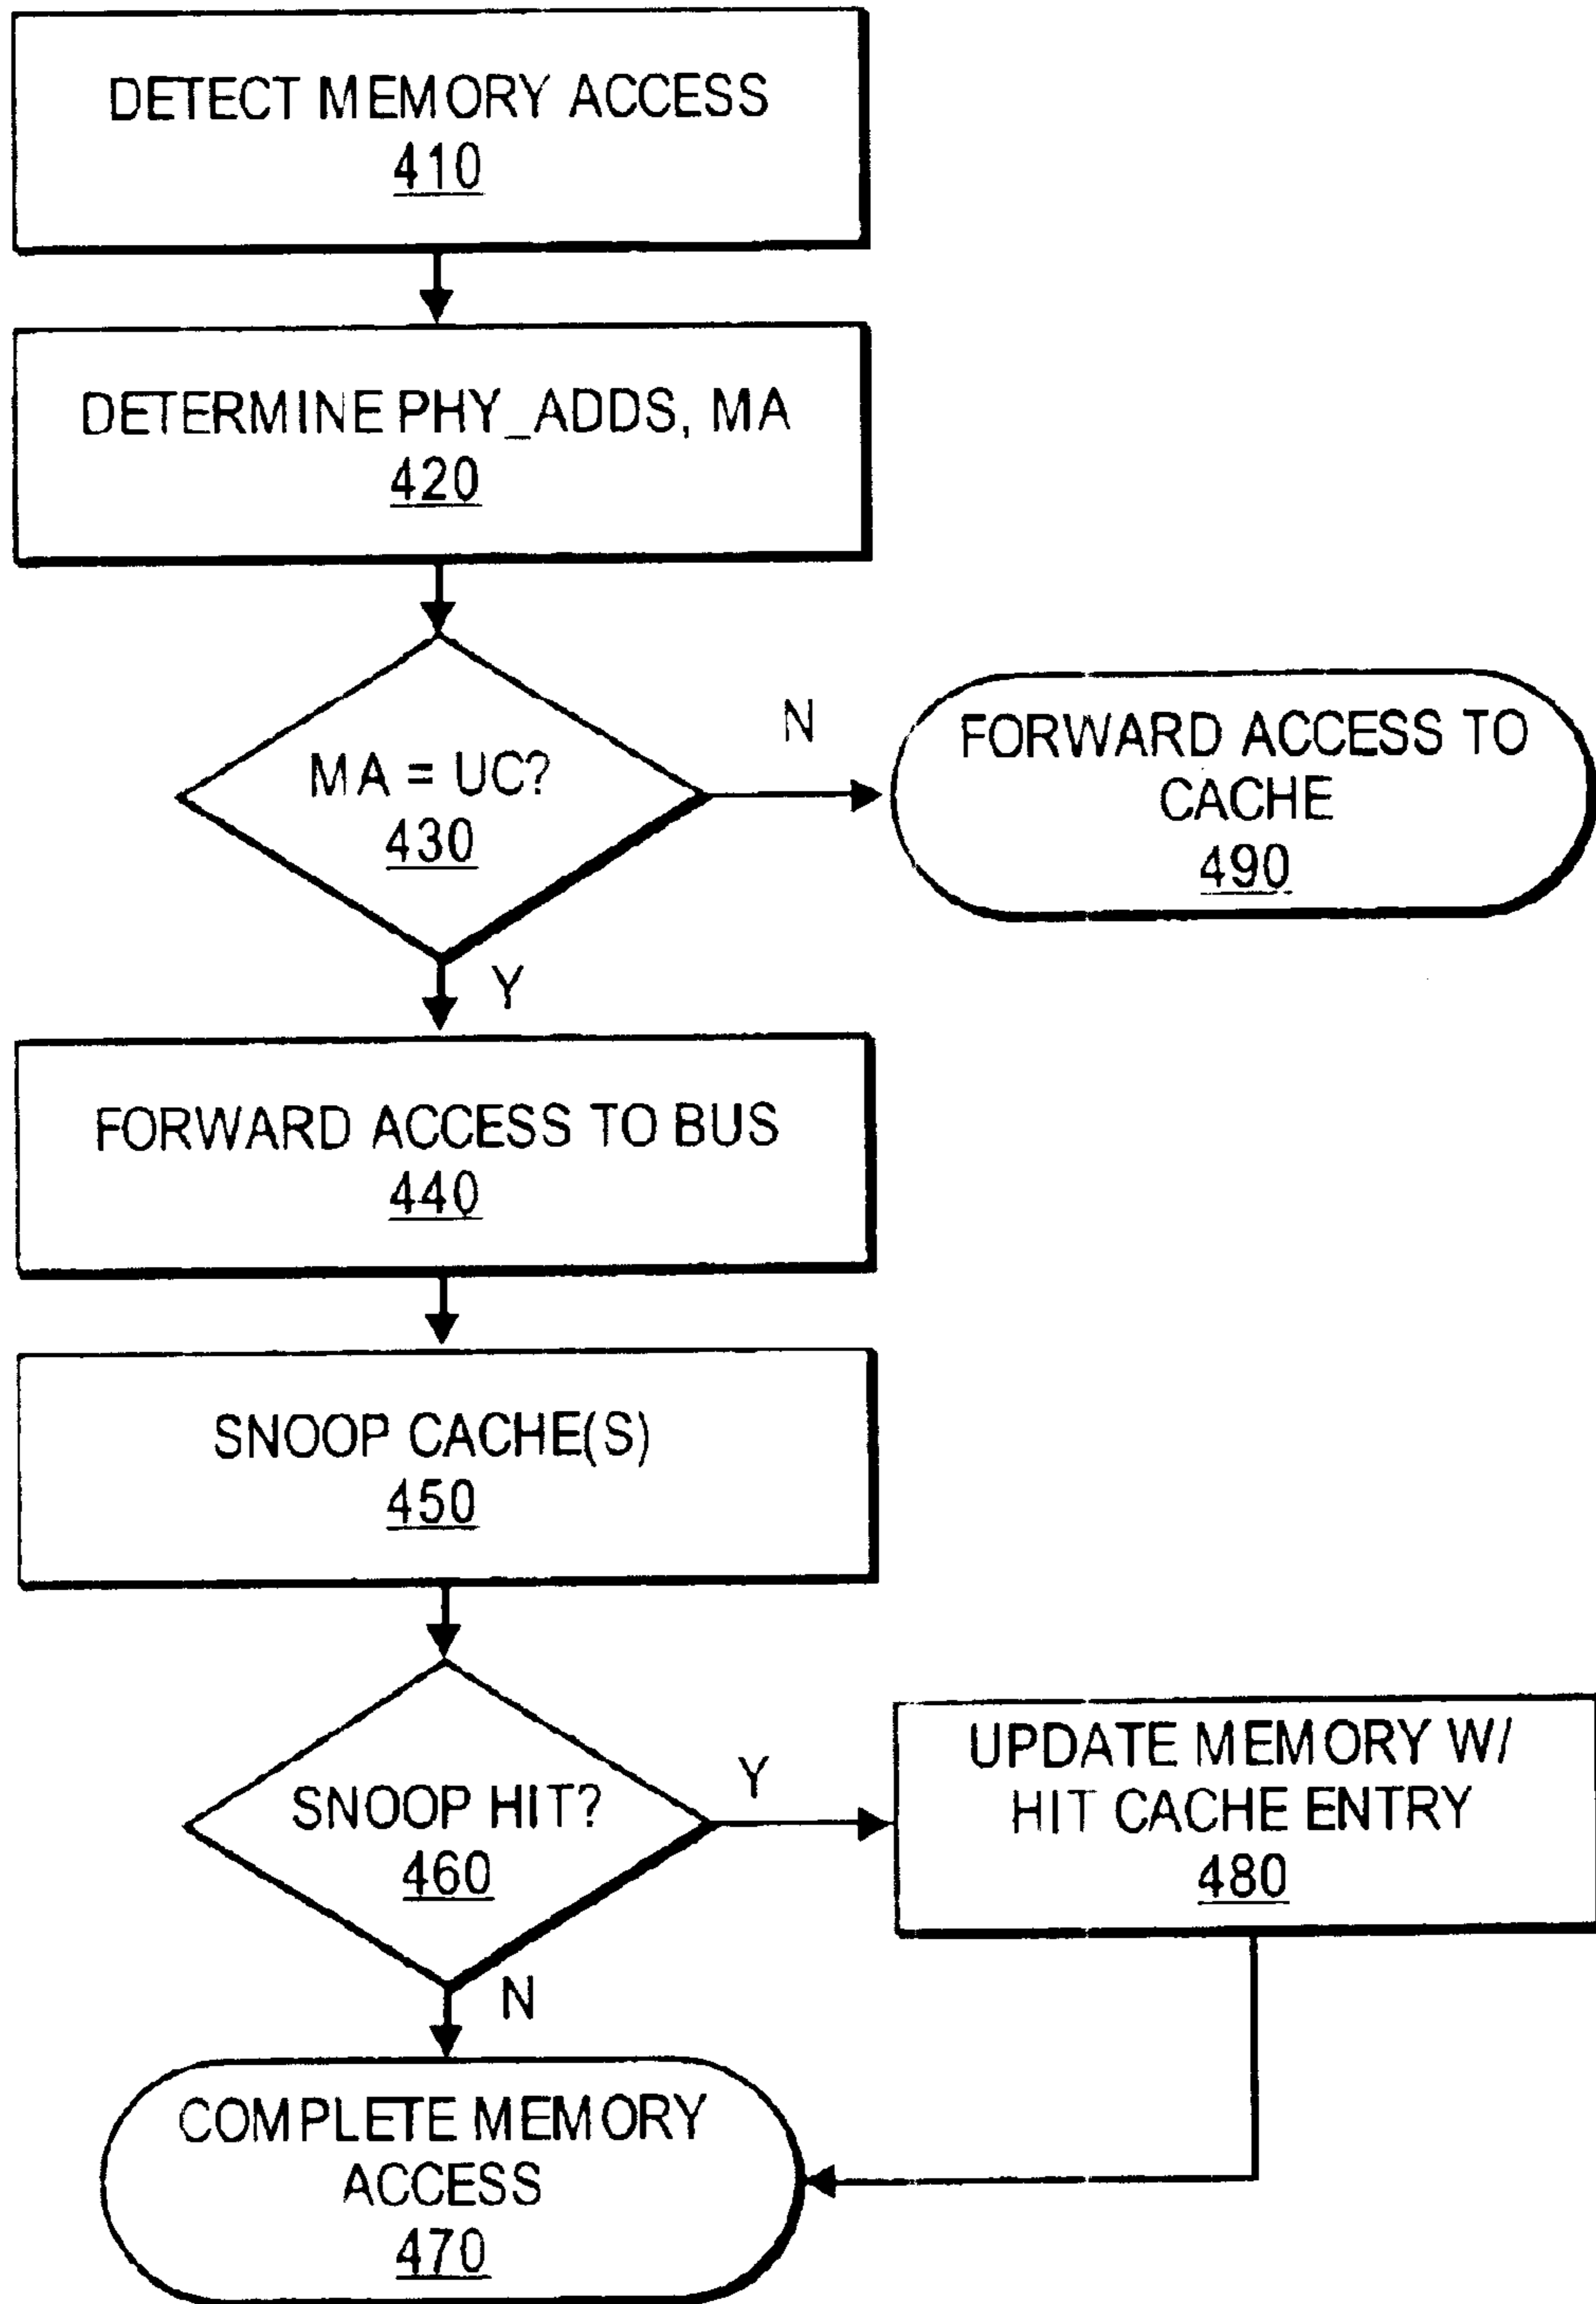 DETECT MEMORY ACCESS
410
DETERMINE PHY_ADDS, MA
420
MA = UC?
430
N
FORWARD ACCESS TO
CACHE
490
Y
FORWARD ACCESS TO BUS
440
SNOOP CACHE(S)
450
SNOOP HIT?
460
Y
UPDATE MEMORY W/
HIT CACHE ENTRY
480
N
COMPLETE MEMORY
ACCESS
470